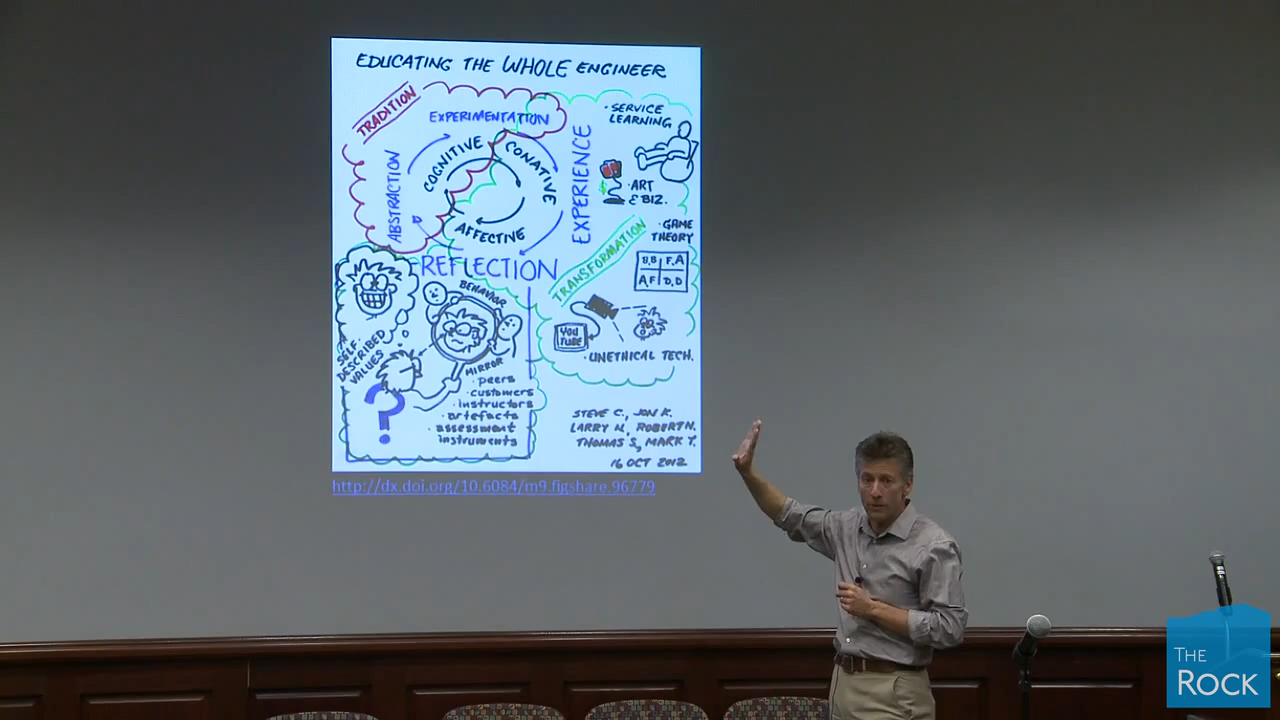 EDUCATING THE WHOLE ENGINEER
TRADITION
EXPERIMENTATION
ABSTRACTION
COGNITIVE
CONATIVE
AFFECTIVE
EXPERIENCE
REFLECTION
• SERVICE
LEARNING
• ART
& BIZ.
• GAME
THEORY
B,B F,A
A,F D,D
TRANSFORMATION
YOU
TUBE
• UNETHICAL TECH.
BEHAVIOR
SELF-
DESCRIBED
VALUES
MIRROR
• peers
• customers
• instructors
• artefacts
• assessment
instruments
?
STEVE C., JON K.
LARRY N., ROBERT N.
THOMAS S., MARK T.
16 OCT 2012
http://dx.doi.org/10.6084/m9.figshare.96779
THE
ROCK